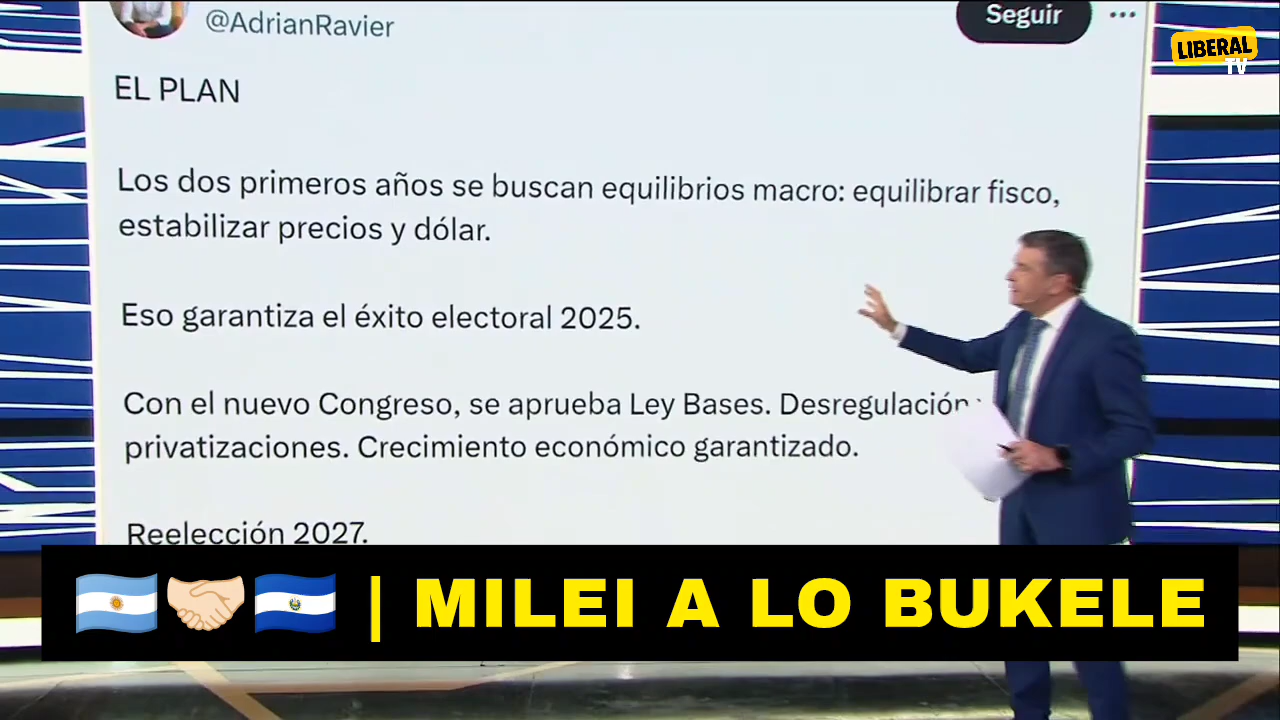 @AdrianRavier
Seguir
LIBERAL
TV
EL PLAN
Los dos primeros años se buscan equilibrios macro: equilibrar fisco,
estabilizar precios y dólar.
Eso garantiza el éxito electoral 2025.
Con el nuevo Congreso, se aprueba Ley Bases. Desregulación
privatizaciones. Crecimiento económico garantizado.
Reelección 2027.
| MILEI A LO BUKELE